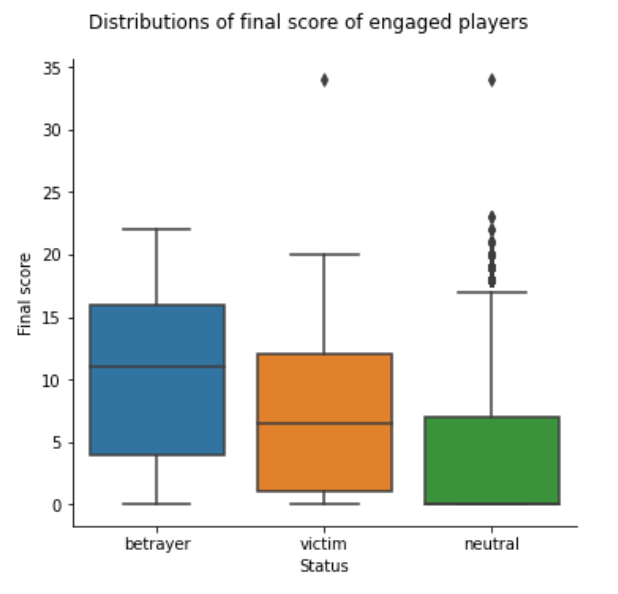 Distributions of final score of engaged players
35
30
25
20
15
10
5
0
Final score
betrayer victim neutral
Status